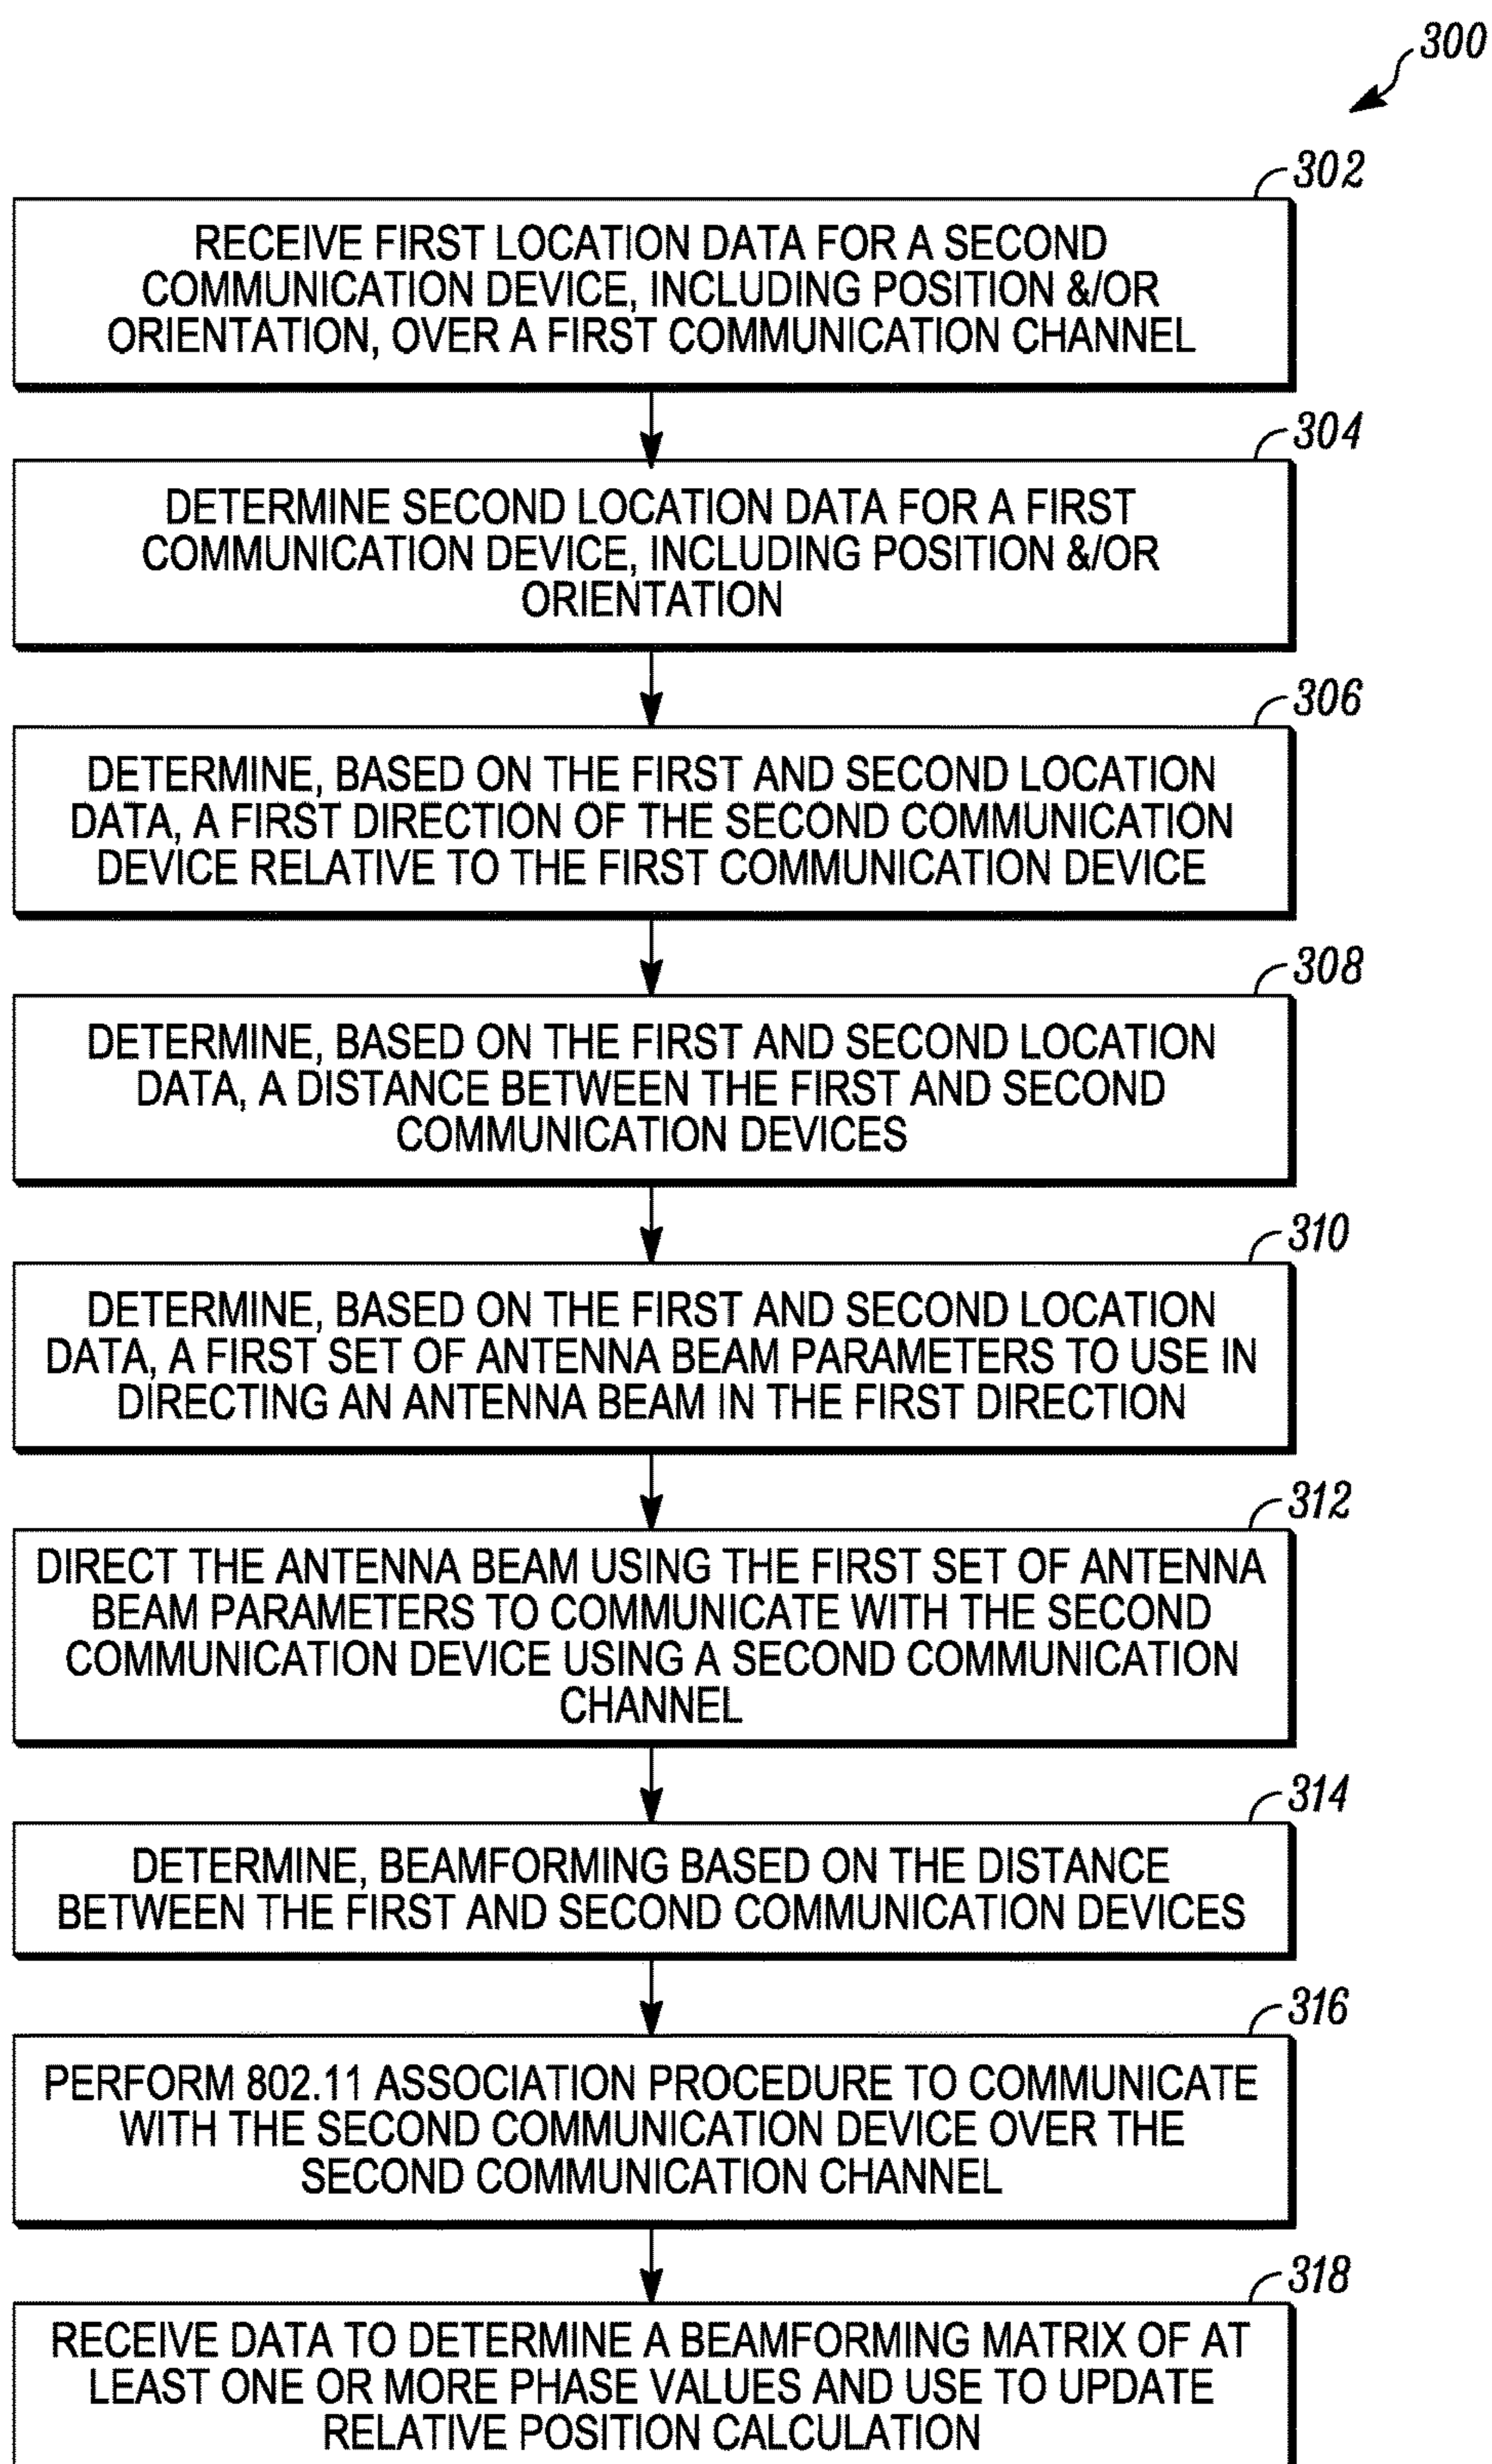 300
302
RECEIVE FIRST LOCATION DATA FOR A SECOND
COMMUNICATION DEVICE, INCLUDING POSITION &/OR
ORIENTATION, OVER A FIRST COMMUNICATION CHANNEL
304
DETERMINE SECOND LOCATION DATA FOR A FIRST
COMMUNICATION DEVICE, INCLUDING POSITION &/OR
ORIENTATION
306
DETERMINE, BASED ON THE FIRST AND SECOND LOCATION
DATA, A FIRST DIRECTION OF THE SECOND COMMUNICATION
DEVICE RELATIVE TO THE FIRST COMMUNICATION DEVICE
308
DETERMINE, BASED ON THE FIRST AND SECOND LOCATION
DATA, A DISTANCE BETWEEN THE FIRST AND SECOND
COMMUNICATION DEVICES
310
DETERMINE, BASED ON THE FIRST AND SECOND LOCATION
DATA, A FIRST SET OF ANTENNA BEAM PARAMETERS TO USE IN
DIRECTING AN ANTENNA BEAM IN THE FIRST DIRECTION
312
DIRECT THE ANTENNA BEAM USING THE FIRST SET OF ANTENNA
BEAM PARAMETERS TO COMMUNICATE WITH THE SECOND
COMMUNICATION DEVICE USING A SECOND COMMUNICATION
CHANNEL
314
DETERMINE, BEAMFORMING BASED ON THE DISTANCE
BETWEEN THE FIRST AND SECOND COMMUNICATION DEVICES
316
PERFORM 802.11 ASSOCIATION PROCEDURE TO COMMUNICATE
WITH THE SECOND COMMUNICATION DEVICE OVER THE
SECOND COMMUNICATION CHANNEL
318
RECEIVE DATA TO DETERMINE A BEAMFORMING MATRIX OF AT
LEAST ONE OR MORE PHASE VALUES AND USE TO UPDATE
RELATIVE POSITION CALCULATION